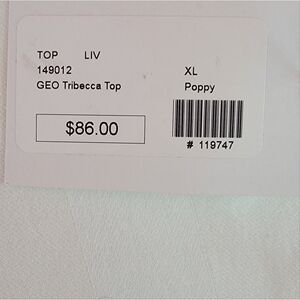 TOP LIV
149012 XL
GEO Tribecca Top Poppy
$86.00
# 119747